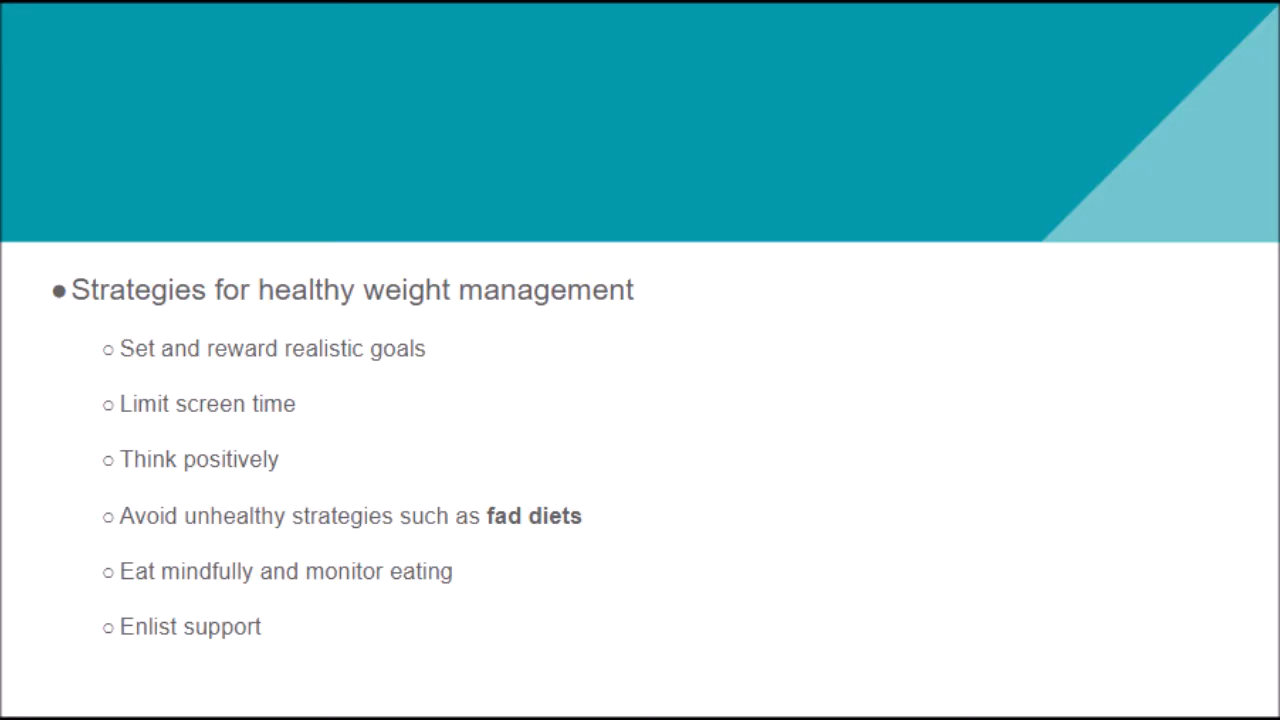 ● Strategies for healthy weight management
○ Set and reward realistic goals
○ Limit screen time
○ Think positively
○ Avoid unhealthy strategies such as fad diets
○ Eat mindfully and monitor eating
○ Enlist support